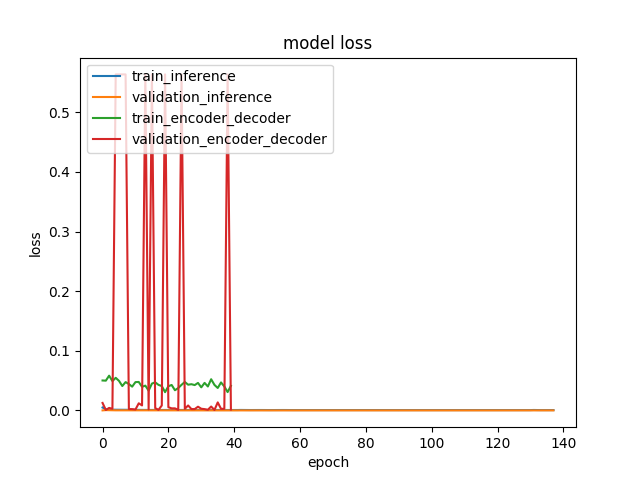 model loss
train_inference
validation_inference
train_encoder_decoder
validation_encoder_decoder
0.5
0.4
0.3
0.2
0.1
0.0
loss
0 20 40 60 80 100 120 140
epoch